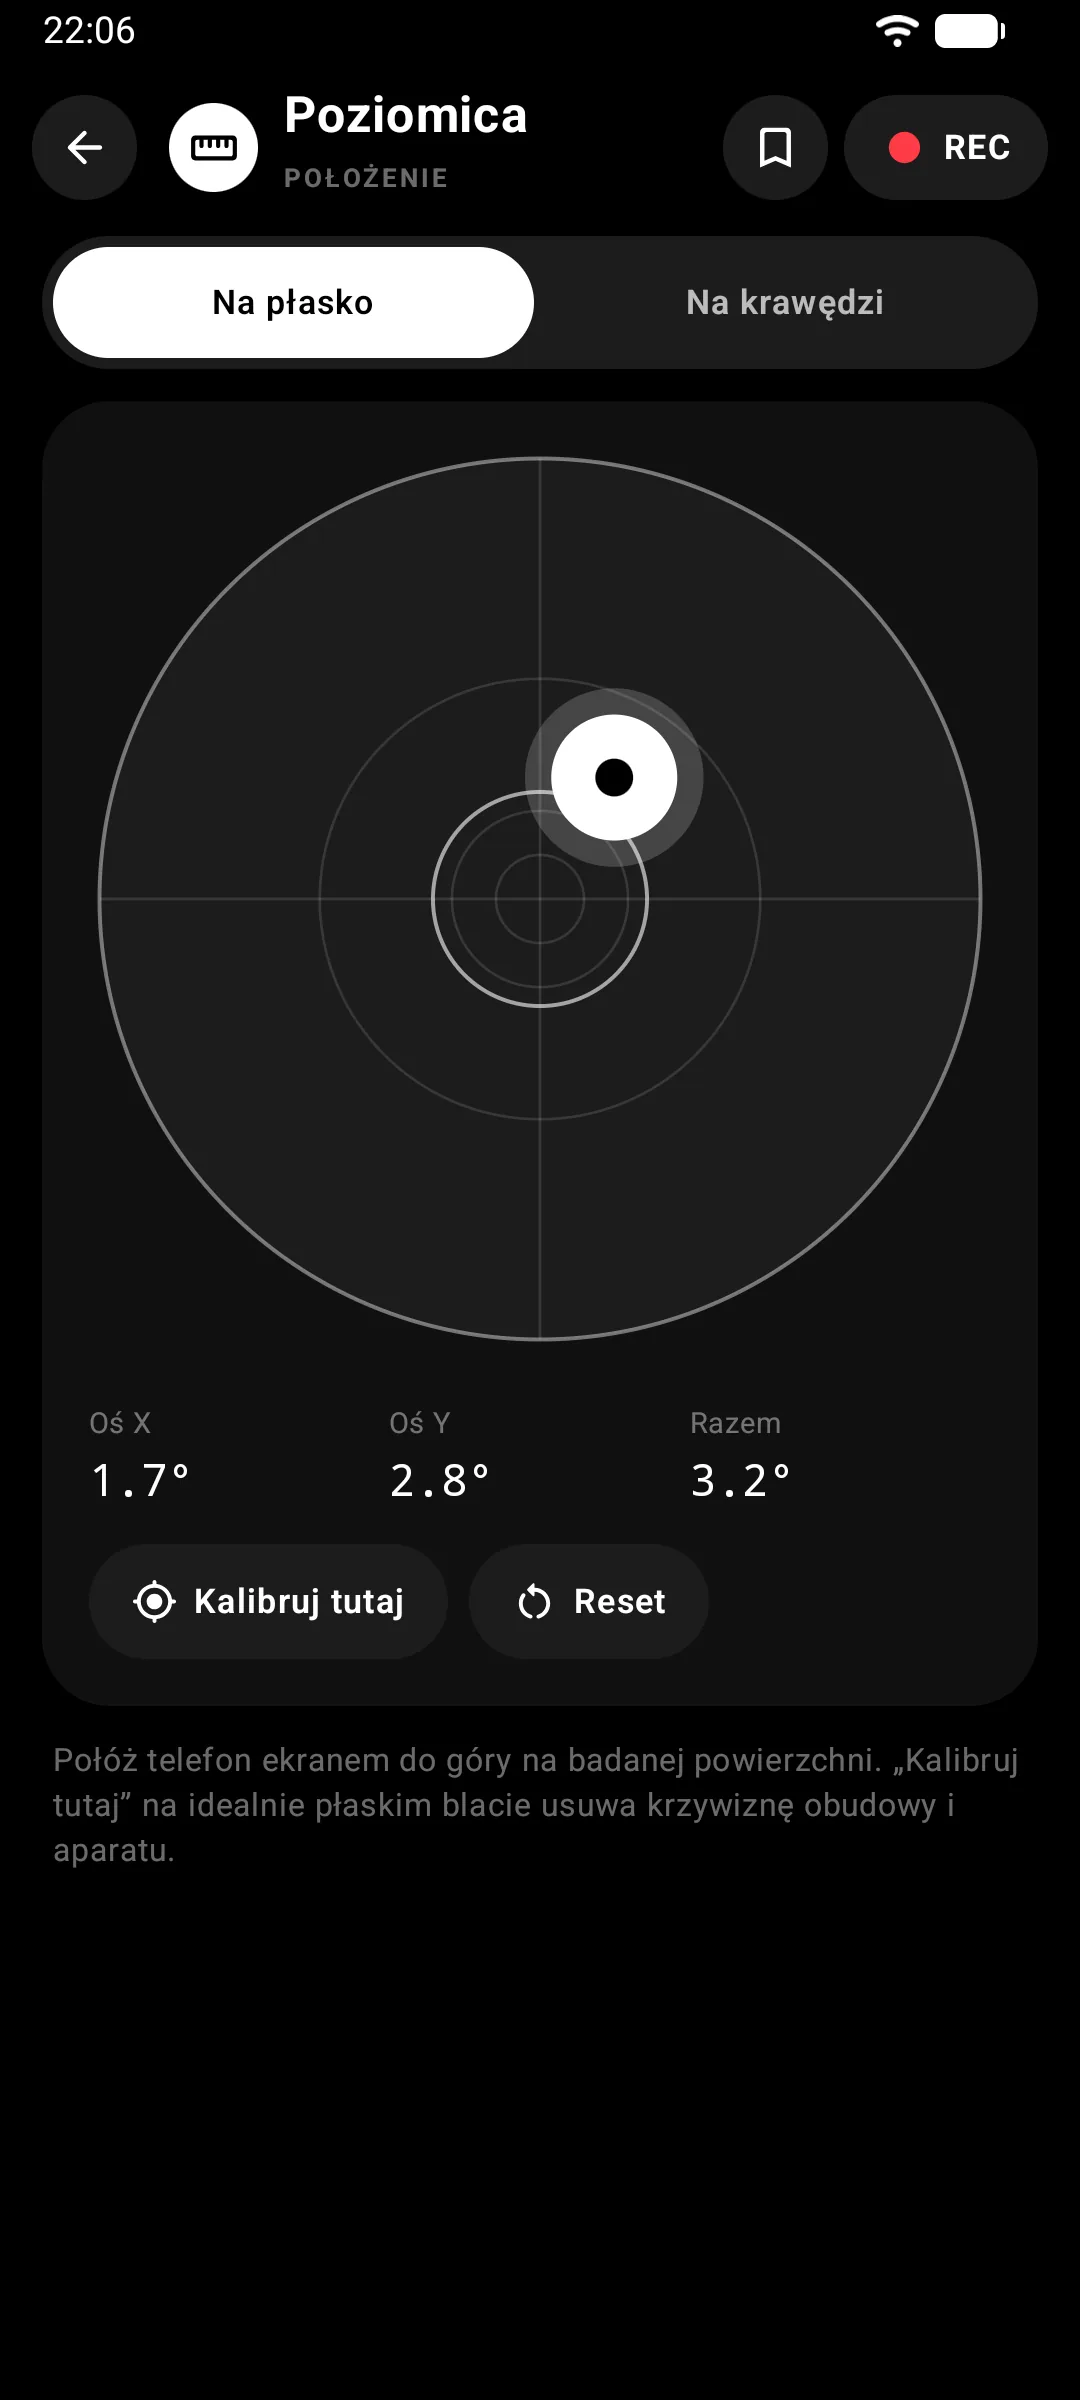 22:06
Poziomica
POŁOŻENIE
REC
Na płasko
Na krawędzi
Oś X
Oś Y
Razem
1.7°
2.8°
3.2°
Kalibruj tutaj
Reset
Połóż telefon ekranem do góry na badanej powierzchni. „Kalibruj
tutaj” na idealnie płaskim blacie usuwa krzywiznę obudowy i
aparatu.